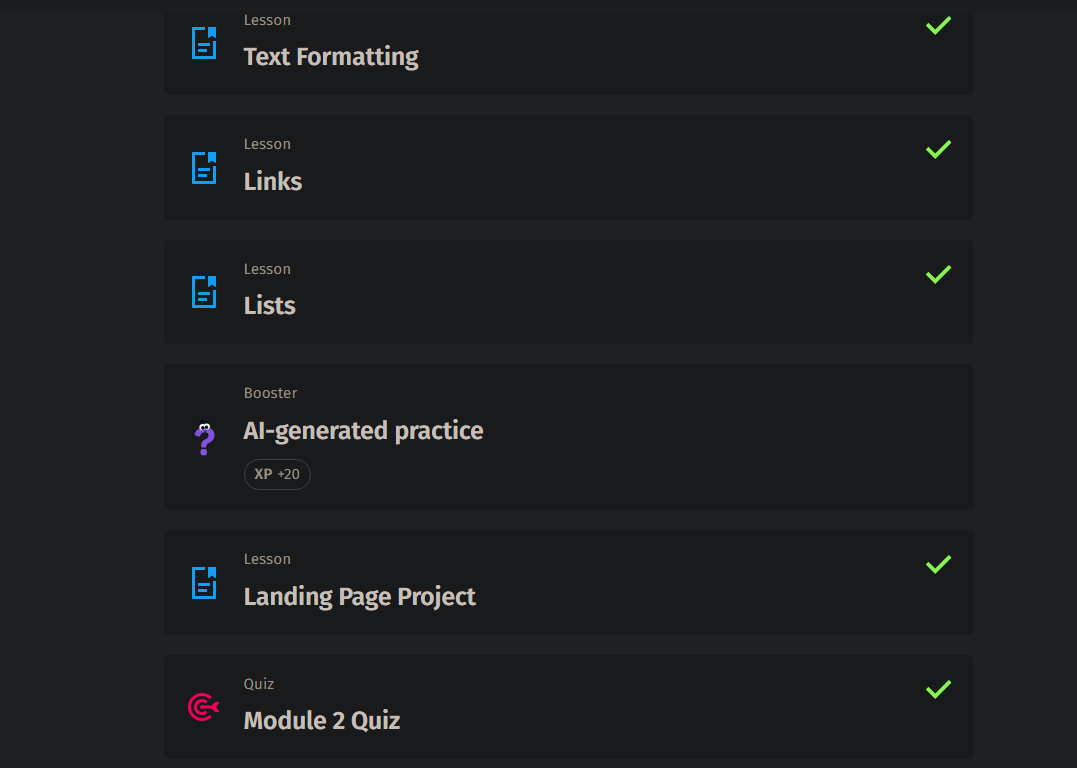 Lesson
Text Formatting
Lesson
Links
Lesson
Lists
Booster
AI-generated practice
XP +20
Lesson
Landing Page Project
Quiz
Module 2 Quiz